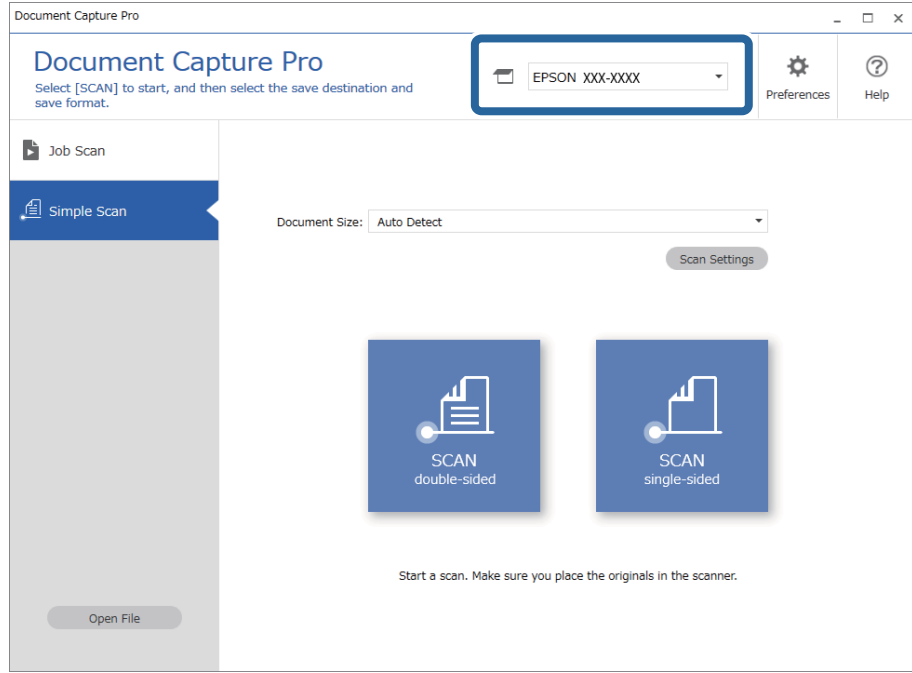 Document Capture Pro
Document Capture Pro
Select [SCAN] to start, and then select the save destination and
save format.
EPSON XXX-XXXX
Preferences
Help
Job Scan
Simple Scan
Document Size:
Auto Detect
Scan Settings
SCAN
double-sided
SCAN
single-sided
Start a scan. Make sure you place the originals in the scanner.
Open File